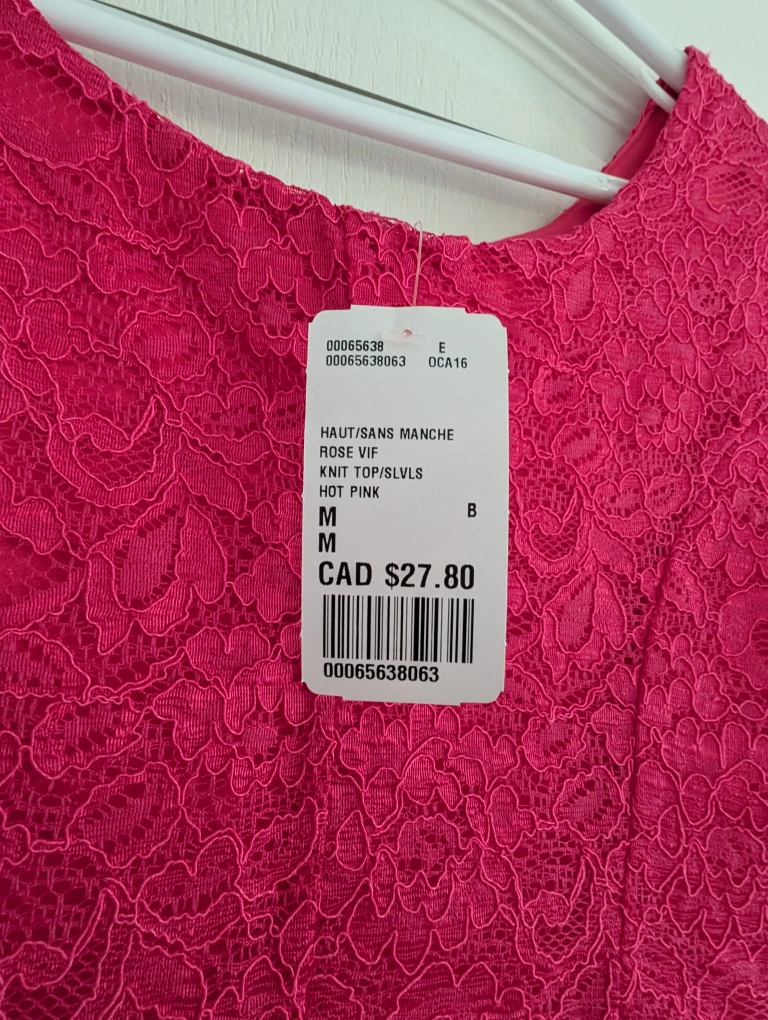 00065638 E
00065638063 OCA16
HAUT/SANS MANCHE
ROSE VIF
KNIT TOP/SLVLS
HOT PINK
M B
M
CAD $27.80
00065638063